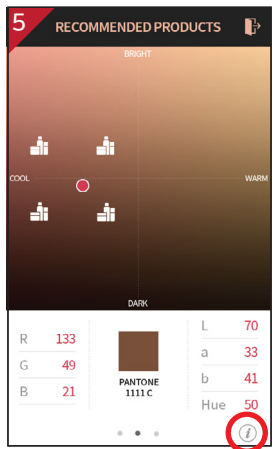 5
RECOMMENDED PRODUCTS
BRIGHT
COOL
WARM
DARK
R 133
G 49
B 21
PANTONE
1111 C
L 70
a 33
b 41
Hue 50
i